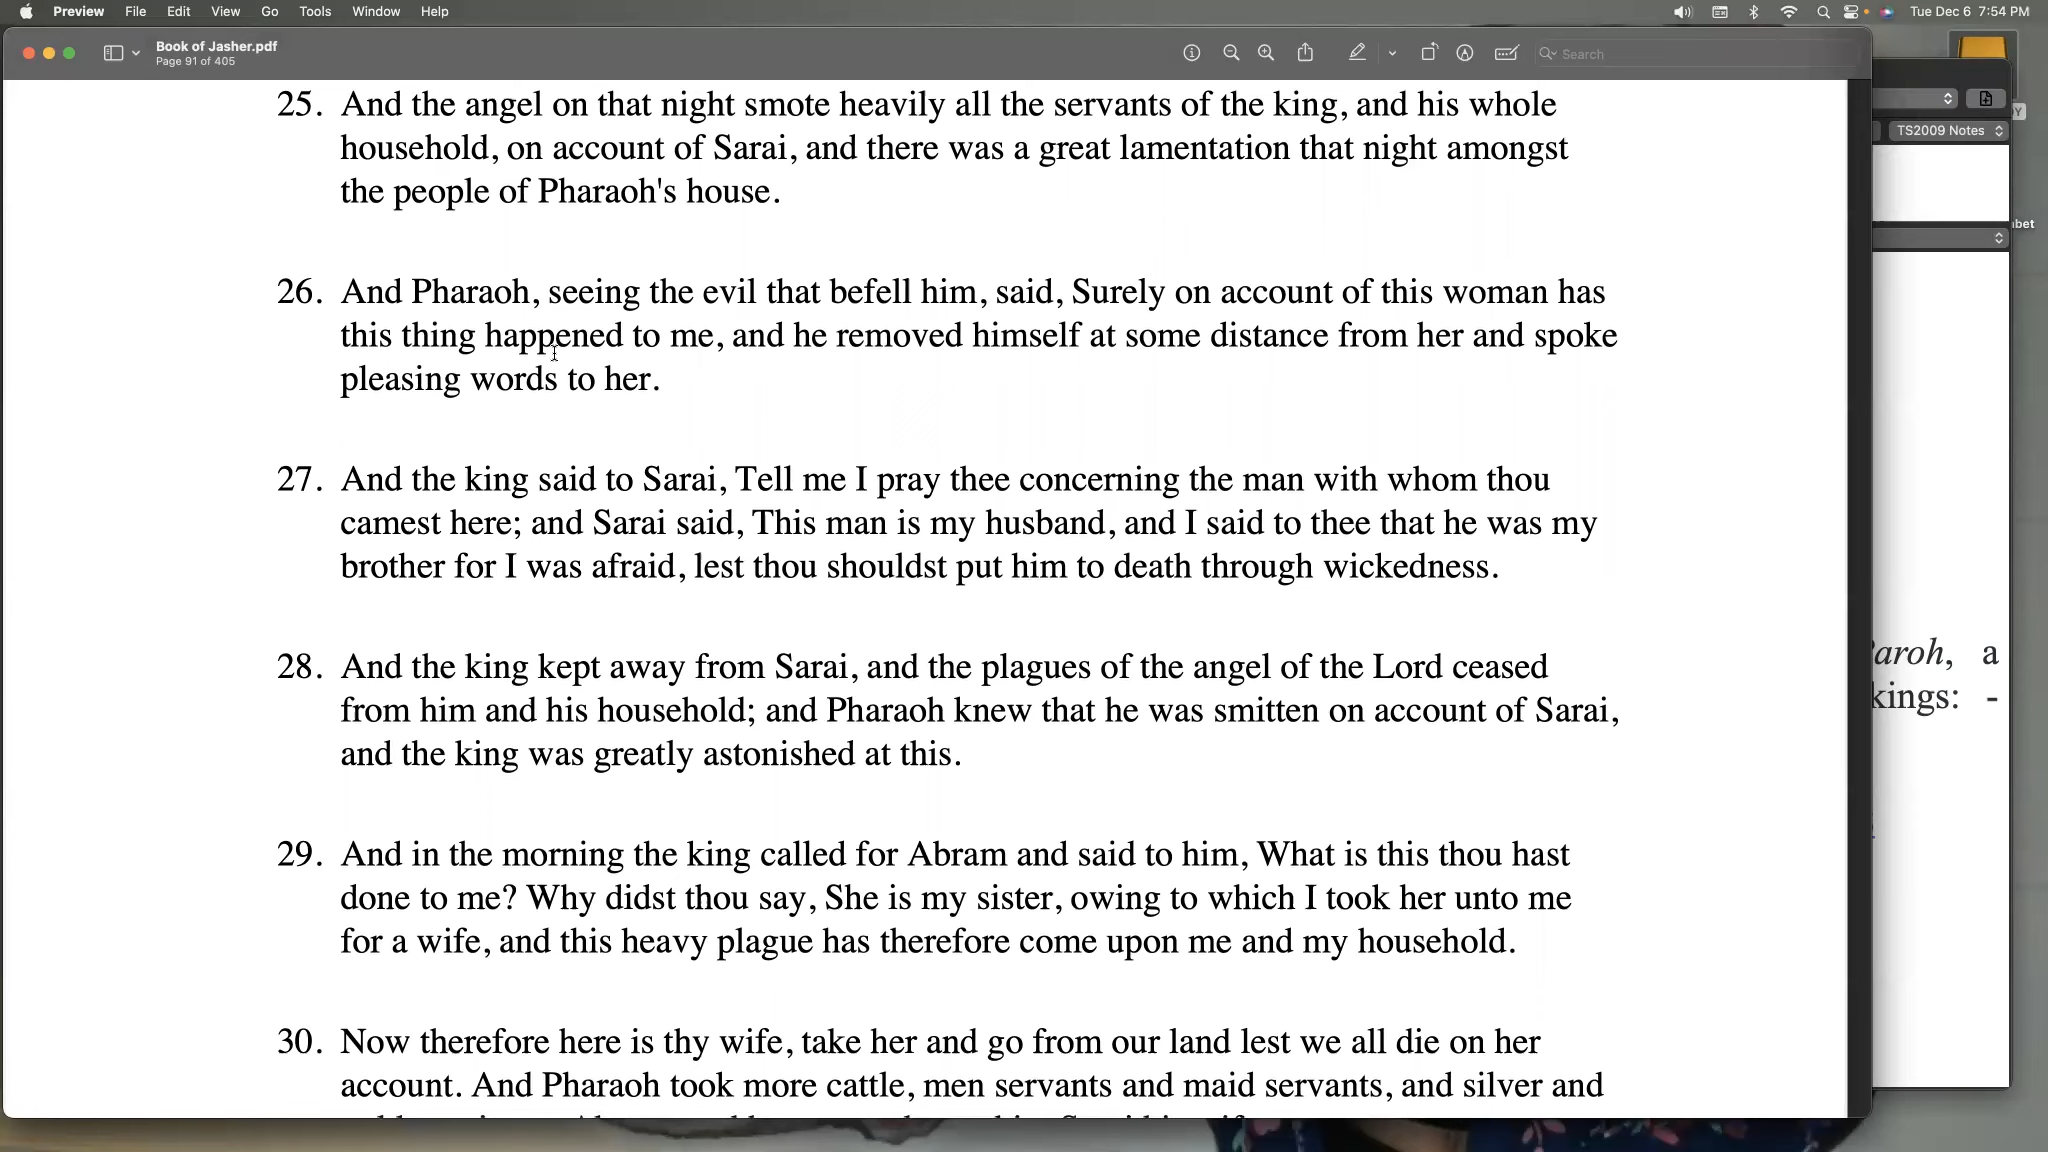 Preview File Edit View Go Tools Window Help
Tue Dec 6 7:54 PM
Book of Jasher.pdf
Page 91 of 405
Search
TS2009 Notes
25. And the angel on that night smote heavily all the servants of the king, and his whole
household, on account of Sarai, and there was a great lamentation that night amongst
the people of Pharaoh's house.
26. And Pharaoh, seeing the evil that befell him, said, Surely on account of this woman has
this thing happened to me, and he removed himself at some distance from her and spoke
pleasing words to her.
27. And the king said to Sarai, Tell me I pray thee concerning the man with whom thou
camest here; and Sarai said, This man is my husband, and I said to thee that he was my
brother for I was afraid, lest thou shouldst put him to death through wickedness.
28. And the king kept away from Sarai, and the plagues of the angel of the Lord ceased
from him and his household; and Pharaoh knew that he was smitten on account of Sarai,
and the king was greatly astonished at this.
29. And in the morning the king called for Abram and said to him, What is this thou hast
done to me? Why didst thou say, She is my sister, owing to which I took her unto me
for a wife, and this heavy plague has therefore come upon me and my household.
30. Now therefore here is thy wife, take her and go from our land lest we all die on her
account. And Pharaoh took more cattle, men servants and maid servants, and silver and
aroh, a
kings: -